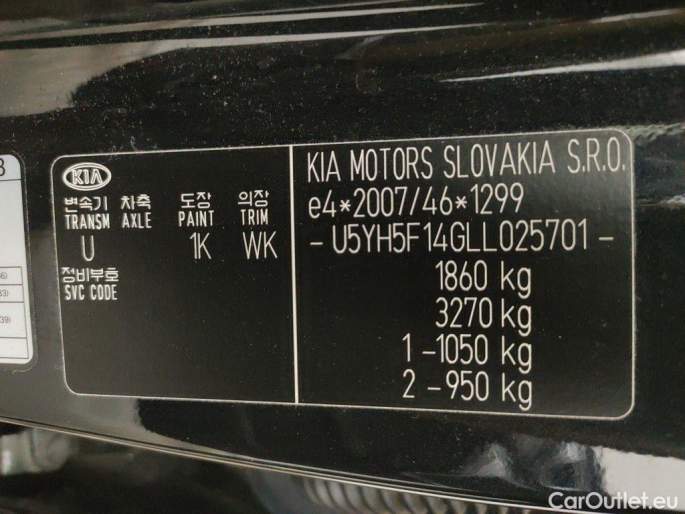 KIA
변속기 차축 도장 의장
TRANSM AXLE PAINT TRIM
U 1K WK
정비부호
SVC CODE
KIA MOTORS SLOVAKIA S.R.O.
e4*2007/46*1299
- U5YH5F14GLL025701 -
1860 kg
3270 kg
1 -1050 kg
2 -950 kg
CarOutlet.eu